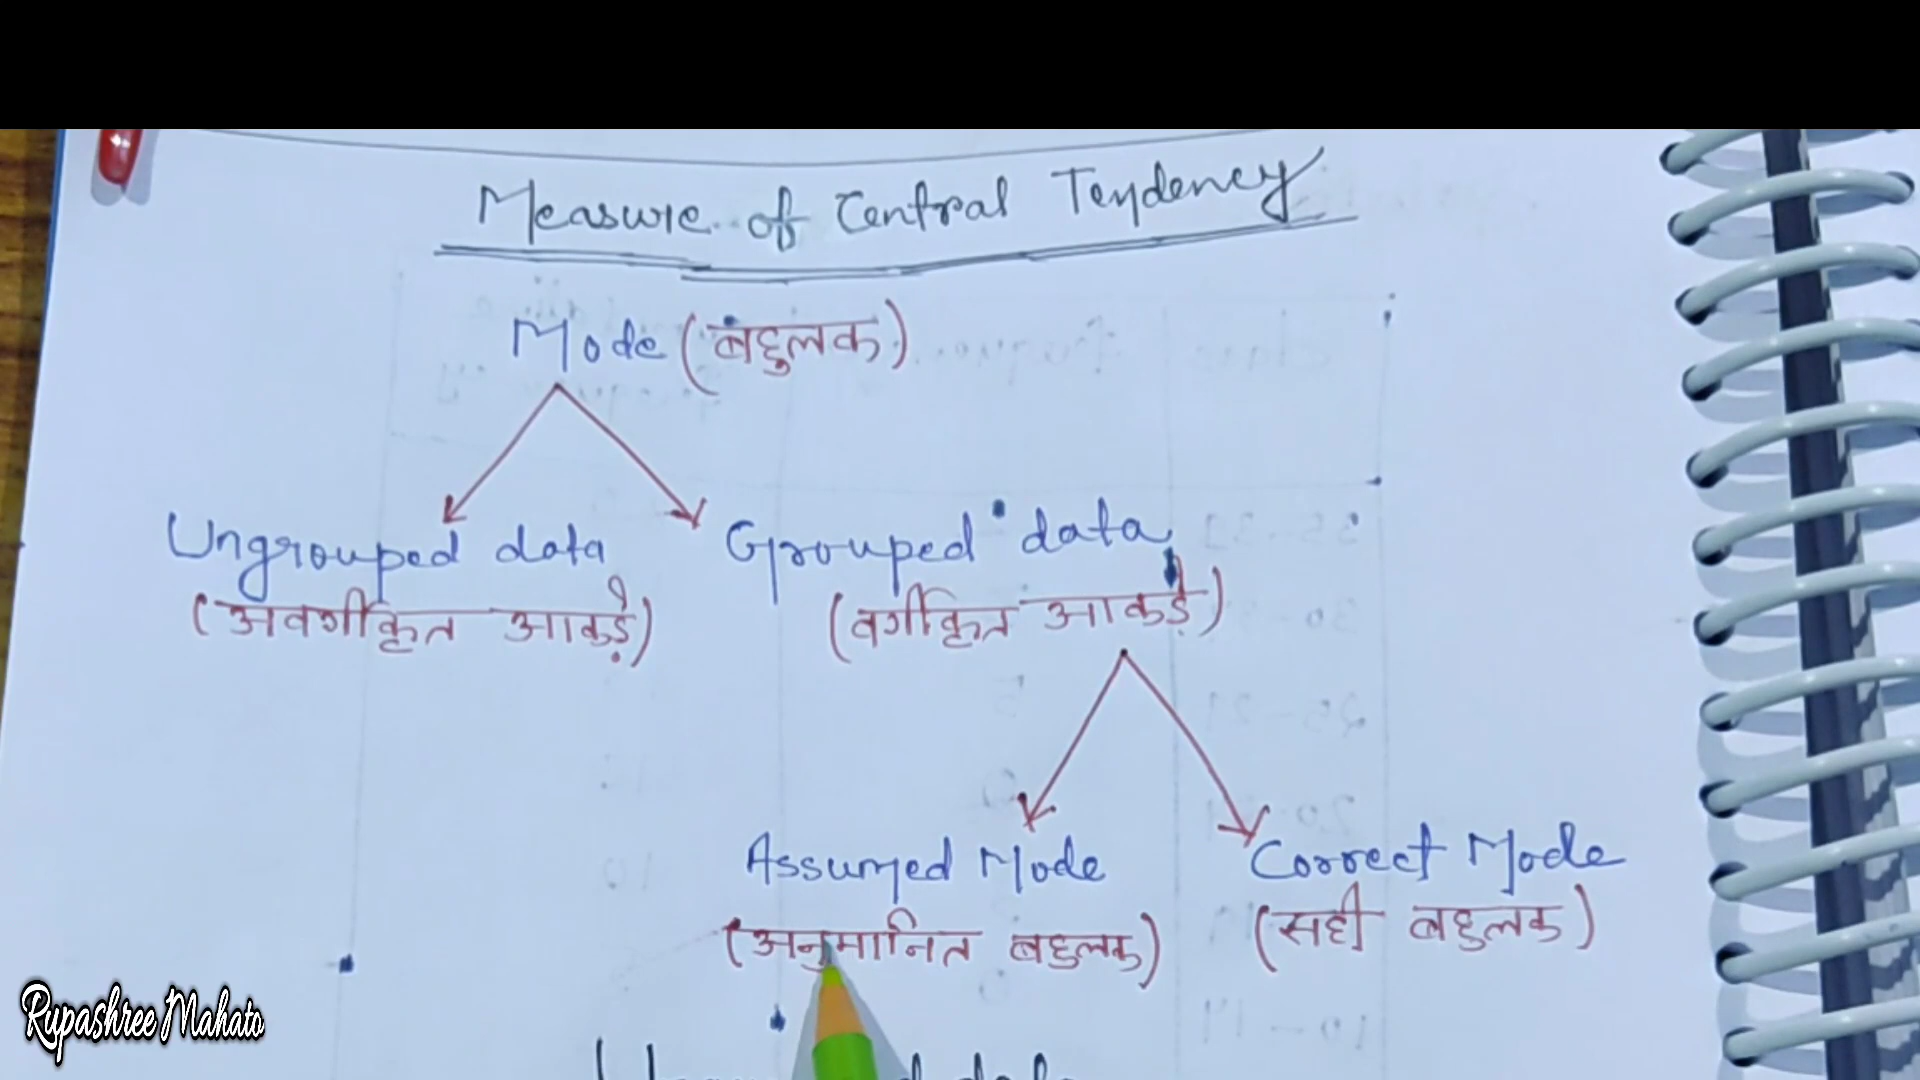 Measure of Central Tendency
Mode (बहुलक)
Ungrouped data
(अवर्गीकृत आकड़े)
Grouped data
(वर्गीकृत आकड़े)
Assumed Mode
(अनुमानित बहुलक)
Correct Mode
(सही बहुलक)
Rupashree Mahato